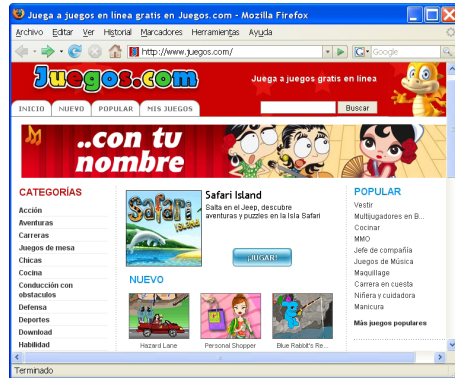 Juega a juegos en línea gratis en Juegos.com - Mozilla Firefox
Archivo Editar Ver Historial Marcadores Herramientas Ayuda
http://www.juegos.com/
Google
Juegos.com
Juega a juegos gratis en línea
INICIO NUEVO POPULAR MIS JUEGOS
Buscar
..con tu
nombre
CATEGORÍAS
Acción
Aventuras
Carreras
Juegos de mesa
Chicas
Cocina
Conducción con
obstaculos
Defensa
Deportes
Download
Habilidad
Safari
ISLAND
Safari Island
Salta en el Jeep, descubre
aventuras y puzzles en la Isla Safari
¡JUGAR!
NUEVO
Hazard Lane
Personal Shopper
Blue Rabbit's Re...
POPULAR
Vestir
Multijugadores en B...
Cocinar
MMO
Jefe de compañía
Juegos de Música
Maquillage
Carrera en cuesta
Niñera y cuidadora
Manicura
Más juegos populares
Terminado